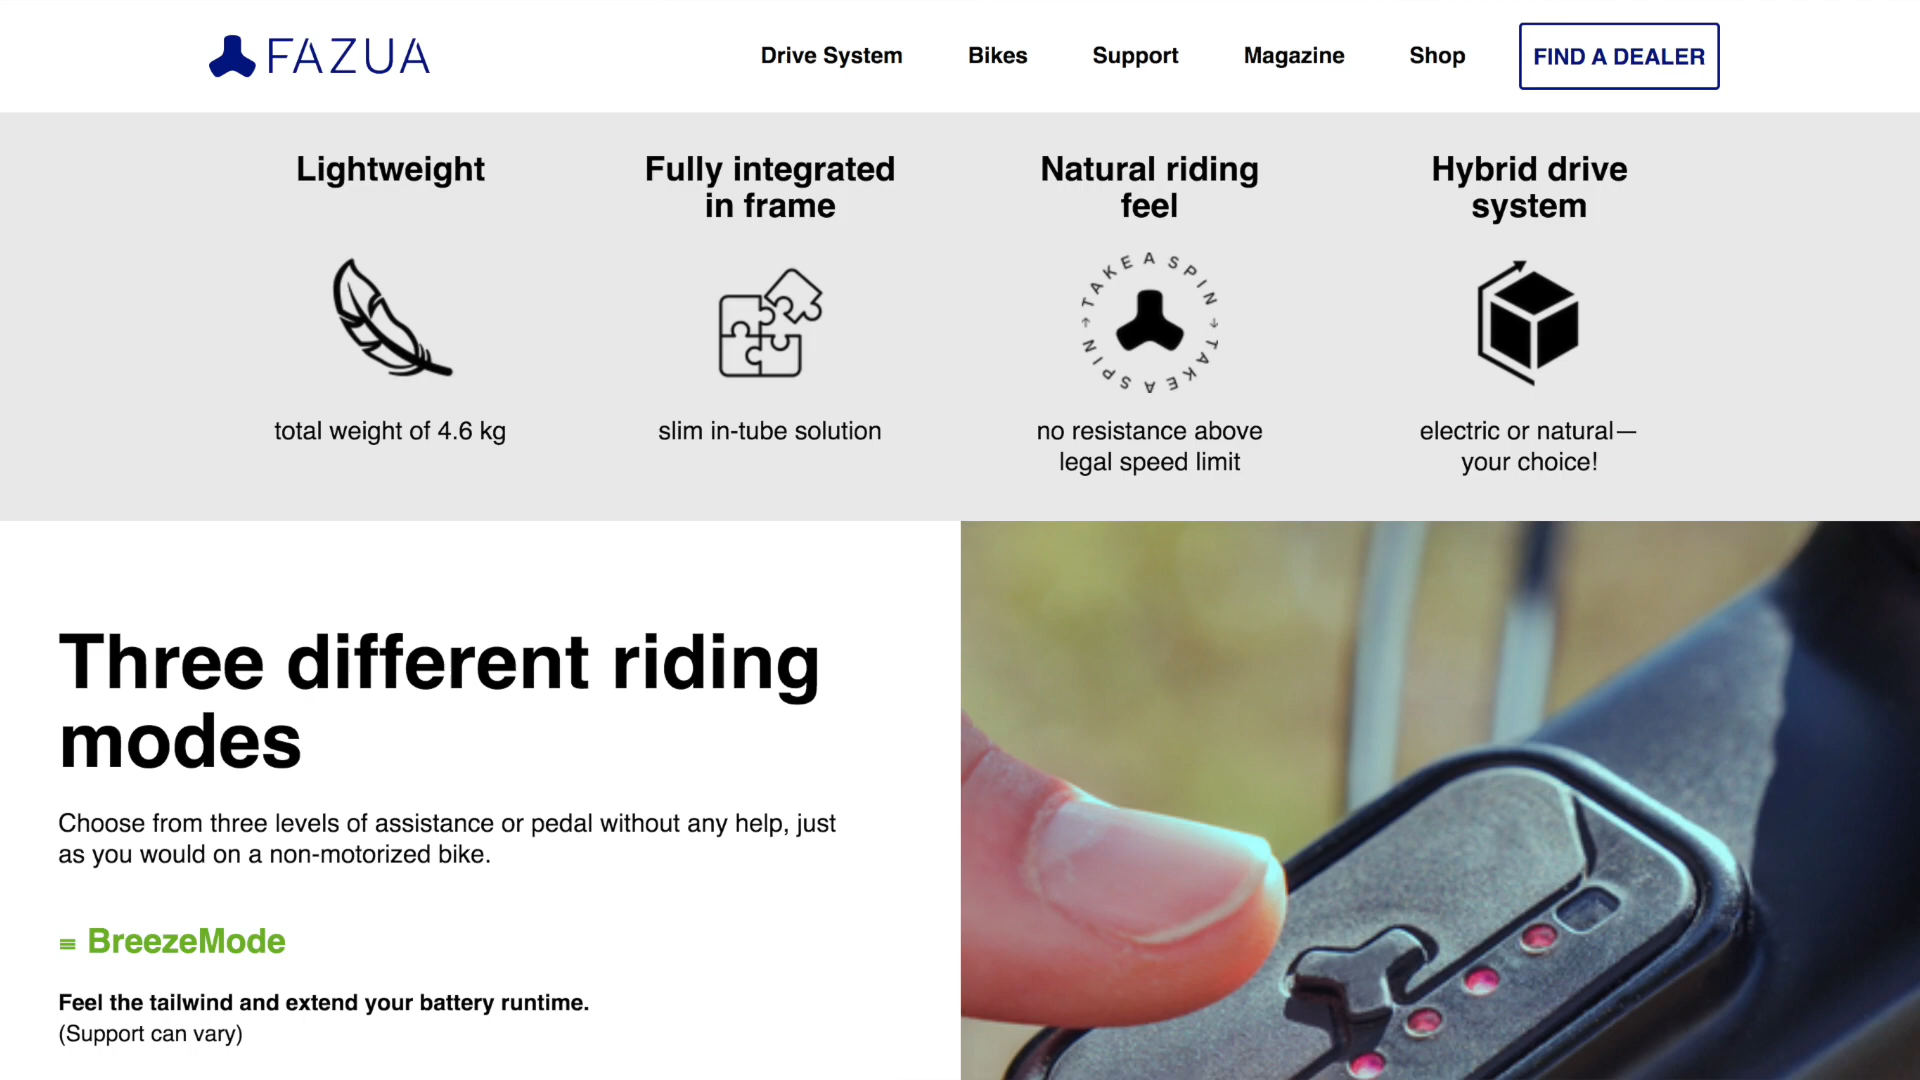 FAZUA
Drive System
Bikes
Support
Magazine
Shop
FIND A DEALER
Lightweight
total weight of 4.6 kg
Fully integrated
in frame
slim in-tube solution
Natural riding
feel
TAKE A SPIN → TAKE A SPIN →
no resistance above
legal speed limit
Hybrid drive
system
electric or natural—
your choice!
Three different riding
modes
Choose from three levels of assistance or pedal without any help, just
as you would on a non-motorized bike.
BreezeMode
Feel the tailwind and extend your battery runtime.
(Support can vary)